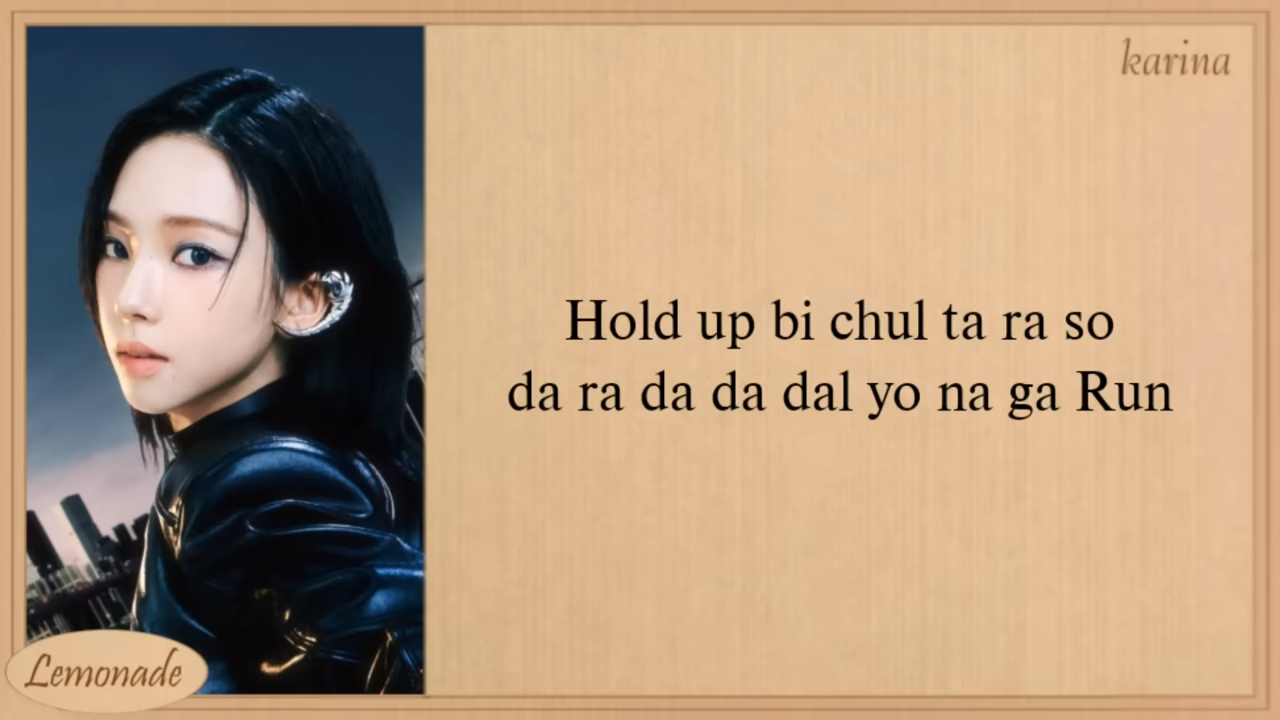 karina
Hold up bi chul ta ra so
da ra da da dal yo na ga Run
Lemonade